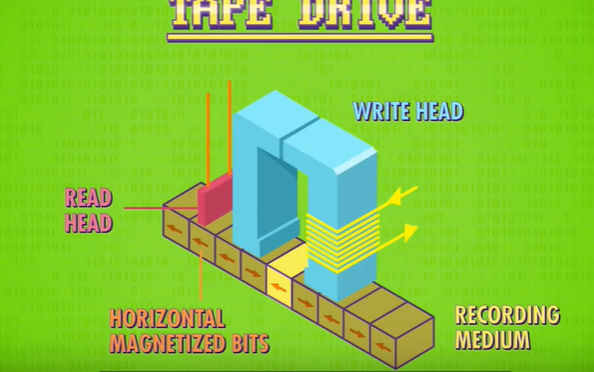 TAPE DRIVE
WRITE HEAD
READ
HEAD
HORIZONTAL
MAGNETIZED BITS
RECORDING
MEDIUM